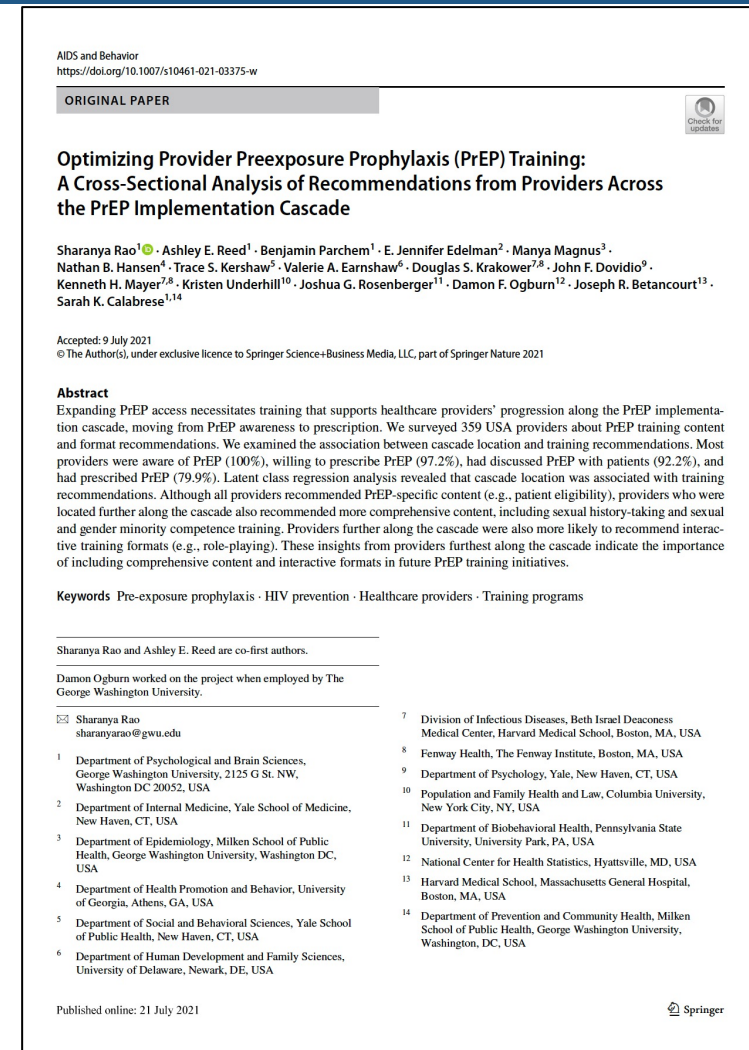 AIDS and Behavior
https://doi.org/10.1007/s10461-021-03375-w
ORIGINAL PAPER
Check for
updates
Optimizing Provider Preexposure Prophylaxis (PrEP) Training:
A Cross-Sectional Analysis of Recommendations from Providers Across
the PrEP Implementation Cascade
Sharanya Rao1 · Ashley E. Reed1 · Benjamin Parchem1 · E. Jennifer Edelman2 · Manya Magnus3 ·
Nathan B. Hansen4 · Trace S. Kershaw5 · Valerie A. Earnshaw6 · Douglas S. Krakower7,8 · John F. Dovidio9 ·
Kenneth H. Mayer7,8 · Kristen Underhill10 · Joshua G. Rosenberger11 · Damon F. Ogburn12 · Joseph R. Betancourt13 ·
Sarah K. Calabrese1,14
Accepted: 9 July 2021
© The Author(s), under exclusive licence to Springer Science+Business Media, LLC, part of Springer Nature 2021
Abstract
Expanding PrEP access necessitates training that supports healthcare providers' progression along the PrEP implementa-
tion cascade, moving from PrEP awareness to prescription. We surveyed 359 USA providers about PrEP training content
and format recommendations. We examined the association between cascade location and training recommendations. Most
providers were aware of PrEP (100%), willing to prescribe PrEP (97.2%), had discussed PrEP with patients (92.2%), and
had prescribed PrEP (79.9%). Latent class regression analysis revealed that cascade location was associated with training
recommendations. Although all providers recommended PrEP-specific content (e.g., patient eligibility), providers who were
located further along the cascade also recommended more comprehensive content, including sexual history-taking and sexual
and gender minority competence training. Providers further along the cascade were also more likely to recommend interac-
tive training formats (e.g., role-playing). These insights from providers furthest along the cascade indicate the importance
of including comprehensive content and interactive formats in future PrEP training initiatives.
Keywords Pre-exposure prophylaxis · HIV prevention · Healthcare providers · Training programs
Sharanya Rao and Ashley E. Reed are co-first authors.
Damon Ogburn worked on the project when employed by The
George Washington University.
Sharanya Rao
sharanyarao@gwu.edu
1 Department of Psychological and Brain Sciences,
George Washington University, 2125 G St. NW,
Washington DC 20052, USA
2 Department of Internal Medicine, Yale School of Medicine,
New Haven, CT, USA
3 Department of Epidemiology, Milken School of Public
Health, George Washington University, Washington DC,
USA
4 Department of Health Promotion and Behavior, University
of Georgia, Athens, GA, USA
5 Department of Social and Behavioral Sciences, Yale School
of Public Health, New Haven, CT, USA
6 Department of Human Development and Family Sciences,
University of Delaware, Newark, DE, USA
7 Division of Infectious Diseases, Beth Israel Deaconess
Medical Center, Harvard Medical School, Boston, MA, USA
8 Fenway Health, The Fenway Institute, Boston, MA, USA
9 Department of Psychology, Yale, New Haven, CT, USA
10 Population and Family Health and Law, Columbia University,
New York City, NY, USA
11 Department of Biobehavioral Health, Pennsylvania State
University, University Park, PA, USA
12 National Center for Health Statistics, Hyattsville, MD, USA
13 Harvard Medical School, Massachusetts General Hospital,
Boston, MA, USA
14 Department of Prevention and Community Health, Milken
School of Public Health, George Washington University,
Washington, DC, USA
Published online: 21 July 2021
Springer